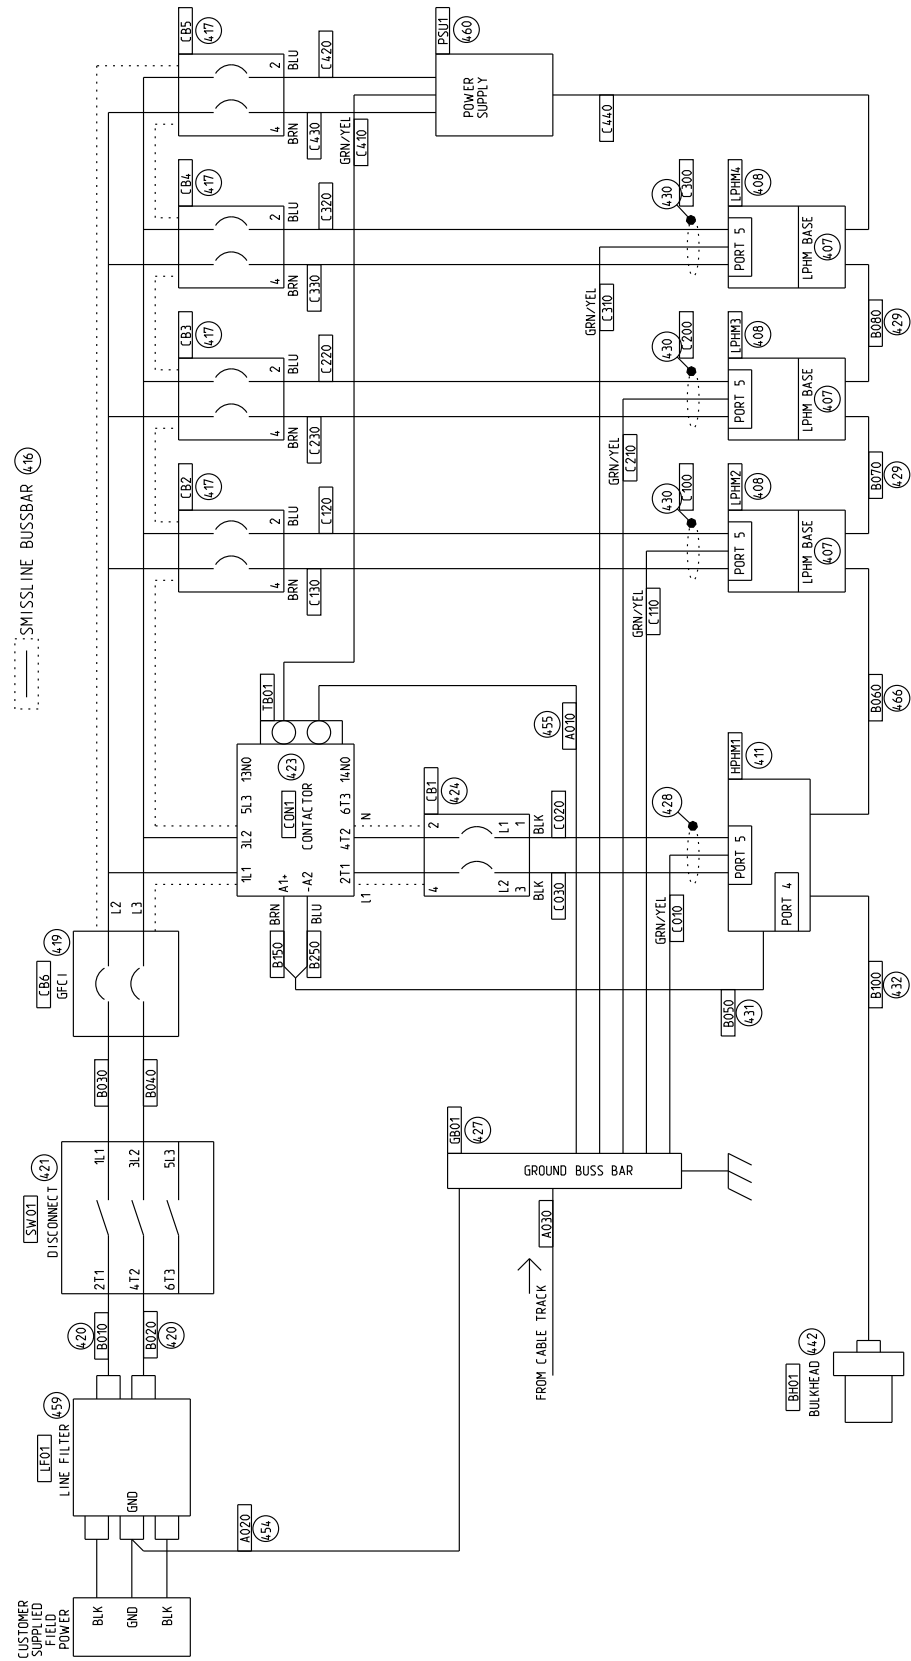 CUSTOMER
SUPPLIED
FIELD
POWER
BLK
GND
BLK
LF01
LINE FILTER
459
GND
A020
454
420
B010
B020
420
SW01
DISCONNECT
421
2T1
1L1
4T2
3L2
6T3
5L3
B030
B040
CB6
GFCI
419
L2
L3
SMISSLINE BUSSBAR
416
CON1
CONTACTOR
423
1L1
3L2
5L3
13NO
A1+
-A2
2T1
4T2
6T3
14NO
L1
N
TB01
BRN
BLU
B150
B250
CB1
424
4
2
L2
L1
3
1
BLK
BLK
C030
C020
CB2
417
4
2
BRN
BLU
C130
C120
CB3
417
4
2
BRN
BLU
C230
C220
CB4
417
4
2
BRN
BLU
C330
C320
CB5
417
4
2
BRN
BLU
C430
C420
GRN/YEL
C410
PSU1
460
POWER
SUPPLY
C440
GB01
427
GROUND BUSS BAR
A030
FROM CABLE TRACK
455
A010
GRN/YEL
C010
GRN/YEL
C110
GRN/YEL
C210
GRN/YEL
C310
428
430
C100
430
C200
430
C300
HPHM1
411
PORT 5
PORT 4
B050
431
LPHM2
408
PORT 5
LPHM BASE
407
LPHM3
408
PORT 5
LPHM BASE
407
LPHM4
408
PORT 5
LPHM BASE
407
B060
466
B070
429
B080
429
B100
432
BH01
BULKHEAD
442